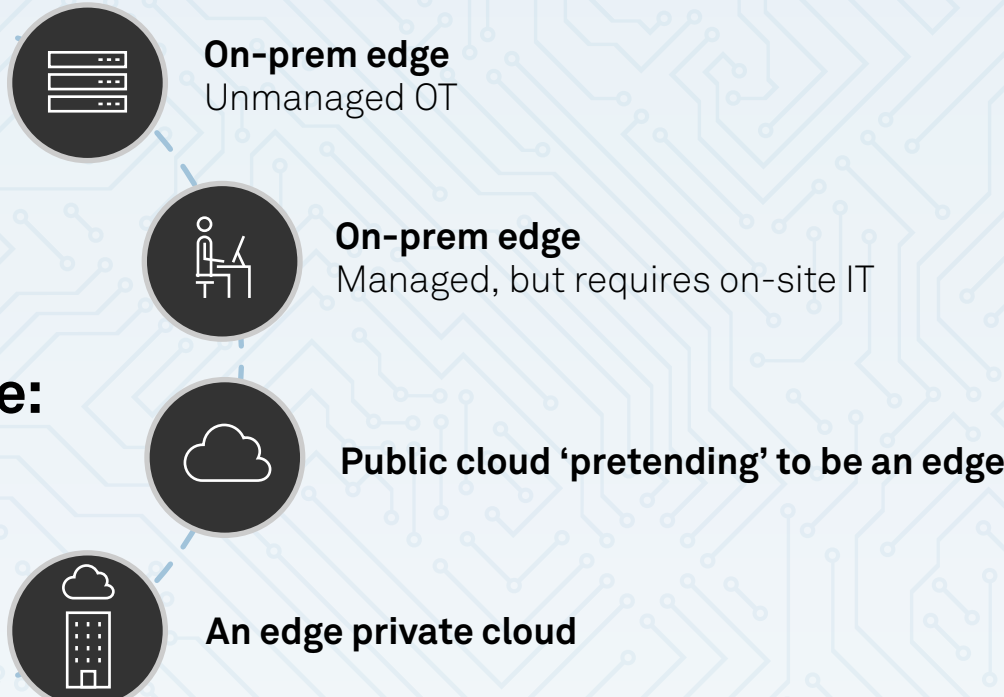 On-prem edge
Unmanaged OT
On-prem edge
Managed, but requires on-site IT
e:
Public cloud ‘pretending’ to be an edge
An edge private cloud